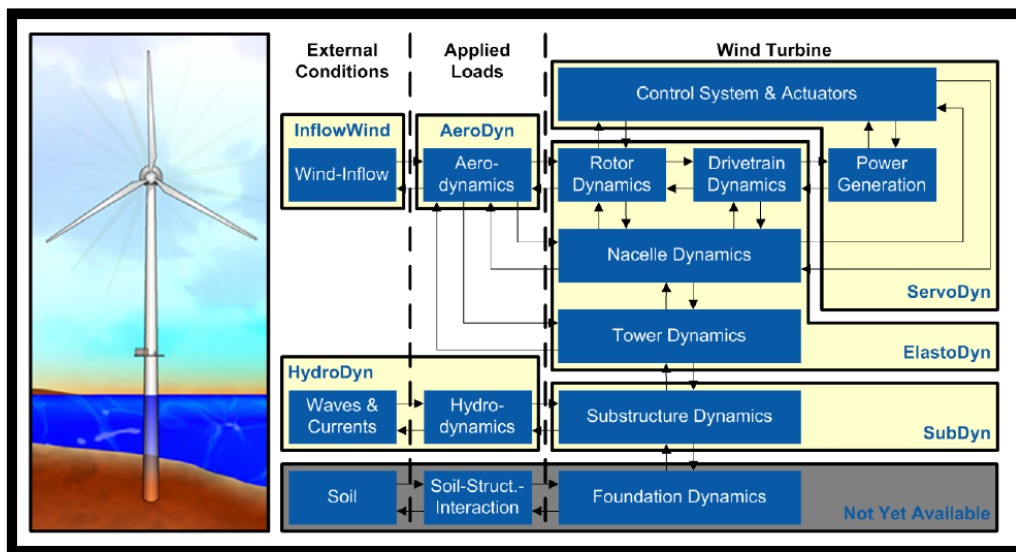 External
Conditions
Applied
Loads
Wind Turbine
Control System & Actuators
InflowWind
AeroDyn
Wind-Inflow
Aero-
dynamics
Rotor
Dynamics
Drivetrain
Dynamics
Power
Generation
Nacelle Dynamics
ServoDyn
Tower Dynamics
ElastoDyn
HydroDyn
Waves &
Currents
Hydro-
dynamics
Substructure Dynamics
SubDyn
Soil
Soil-Struct.-
Interaction
Foundation Dynamics
Not Yet Available